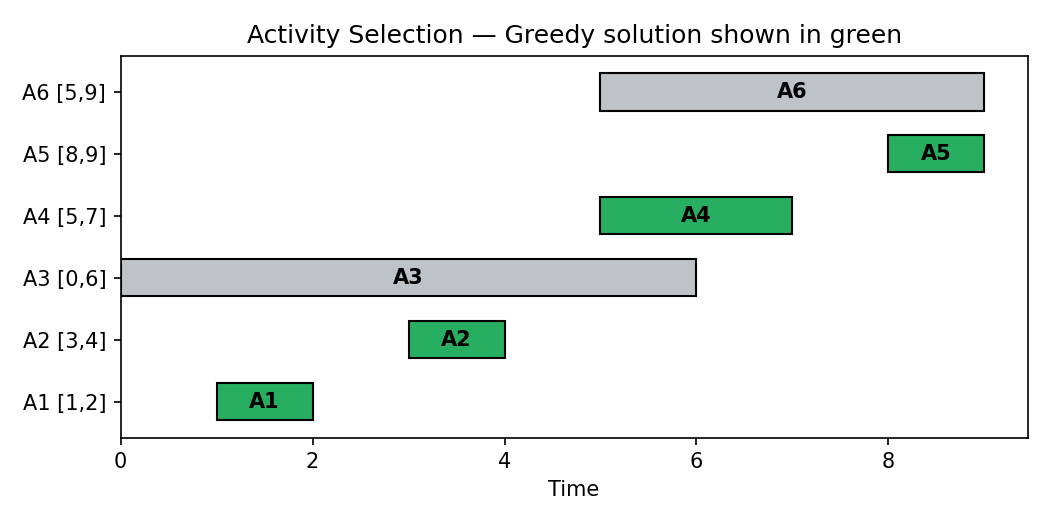 Activity Selection — Greedy solution shown in green
A6 [5,9]
A6
A5 [8,9]
A5
A4 [5,7]
A4
A3 [0,6]
A3
A2 [3,4]
A2
A1 [1,2]
A1
0 2 4 6 8
Time